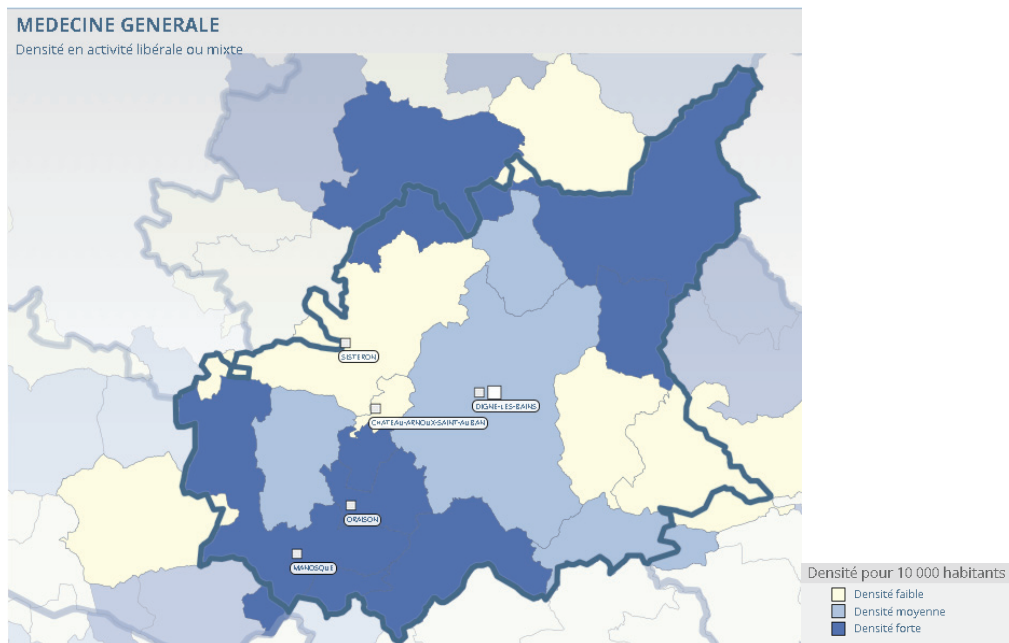 MEDECINE GENERALE
Densité en activité libérale ou mixte
SISTERON
DIGNE-LES-BAINS
CHATEAU-ARNOUX-SAINT-AUBAN
ORAISON
MANOSQUE
Densité pour 10 000 habitants
Densité faible
Densité moyenne
Densité forte